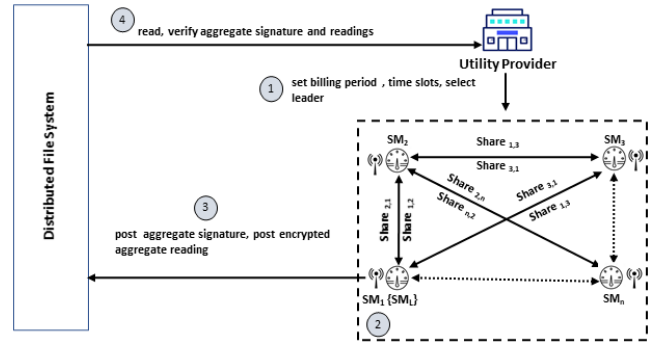 4
read, verify aggregate signature and readings
Utility Provider
1
set billing period , time slots, select
leader
Distributed File System
SM2
Share 1,3
Share 3,1
SM3
Share 2,n
Share n,2
Share 3,1
Share 1,3
Share 2,1
Share 1,2
3
post aggregate signature, post encrypted
aggregate reading
SM1 {SML}
SMn
2